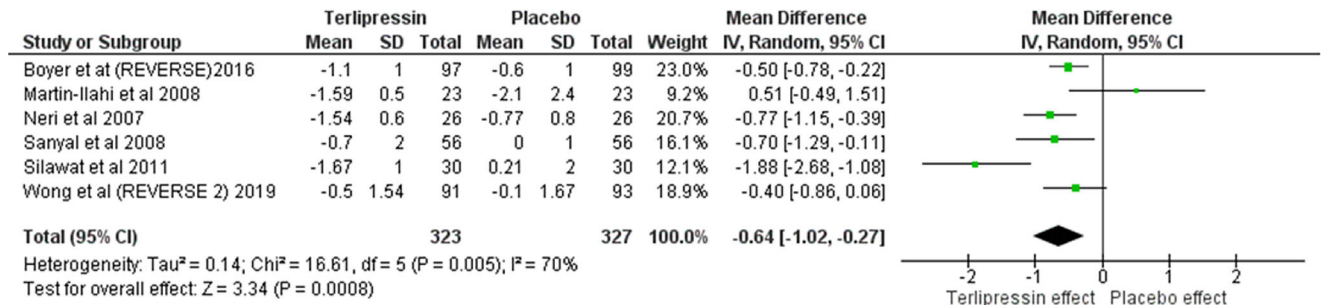 Terlipressin Placebo Mean Difference Mean Difference
Study or Subgroup Mean SD Total Mean SD Total Weight IV, Random, 95% CI IV, Random, 95% CI
Boyer et at (REVERSE)2016 -1.1 1 97 -0.6 1 99 23.0% -0.50 [-0.78, -0.22]
Martin-llahi et al 2008 -1.59 0.5 23 -2.1 2.4 23 9.2% 0.51 [-0.49, 1.51]
Neri et al 2007 -1.54 0.6 26 -0.77 0.8 26 20.7% -0.77 [-1.15, -0.39]
Sanyal et al 2008 -0.7 2 56 0 1 56 16.1% -0.70 [-1.29, -0.11]
Silawat et al 2011 -1.67 1 30 0.21 2 30 12.1% -1.88 [-2.68, -1.08]
Wong et al (REVERSE 2) 2019 -0.5 1.54 91 -0.1 1.67 93 18.9% -0.40 [-0.86, 0.06]
Total (95% CI) 323 327 100.0% -0.64 [-1.02, -0.27]
Heterogeneity: Tau² = 0.14; Chi² = 16.61, df = 5 (P = 0.005); I² = 70%
Test for overall effect: Z = 3.34 (P = 0.0008)
-2 -1 0 1 2
Terlipressin effect Placebo effect